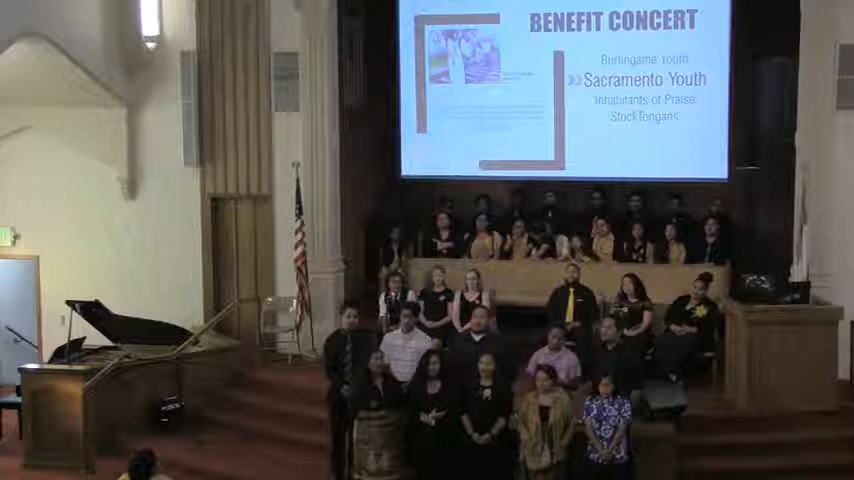 BENEFIT CONCERT
Burlingame Youth
Sacramento Youth
Inhabitants of Praise
StockTongans